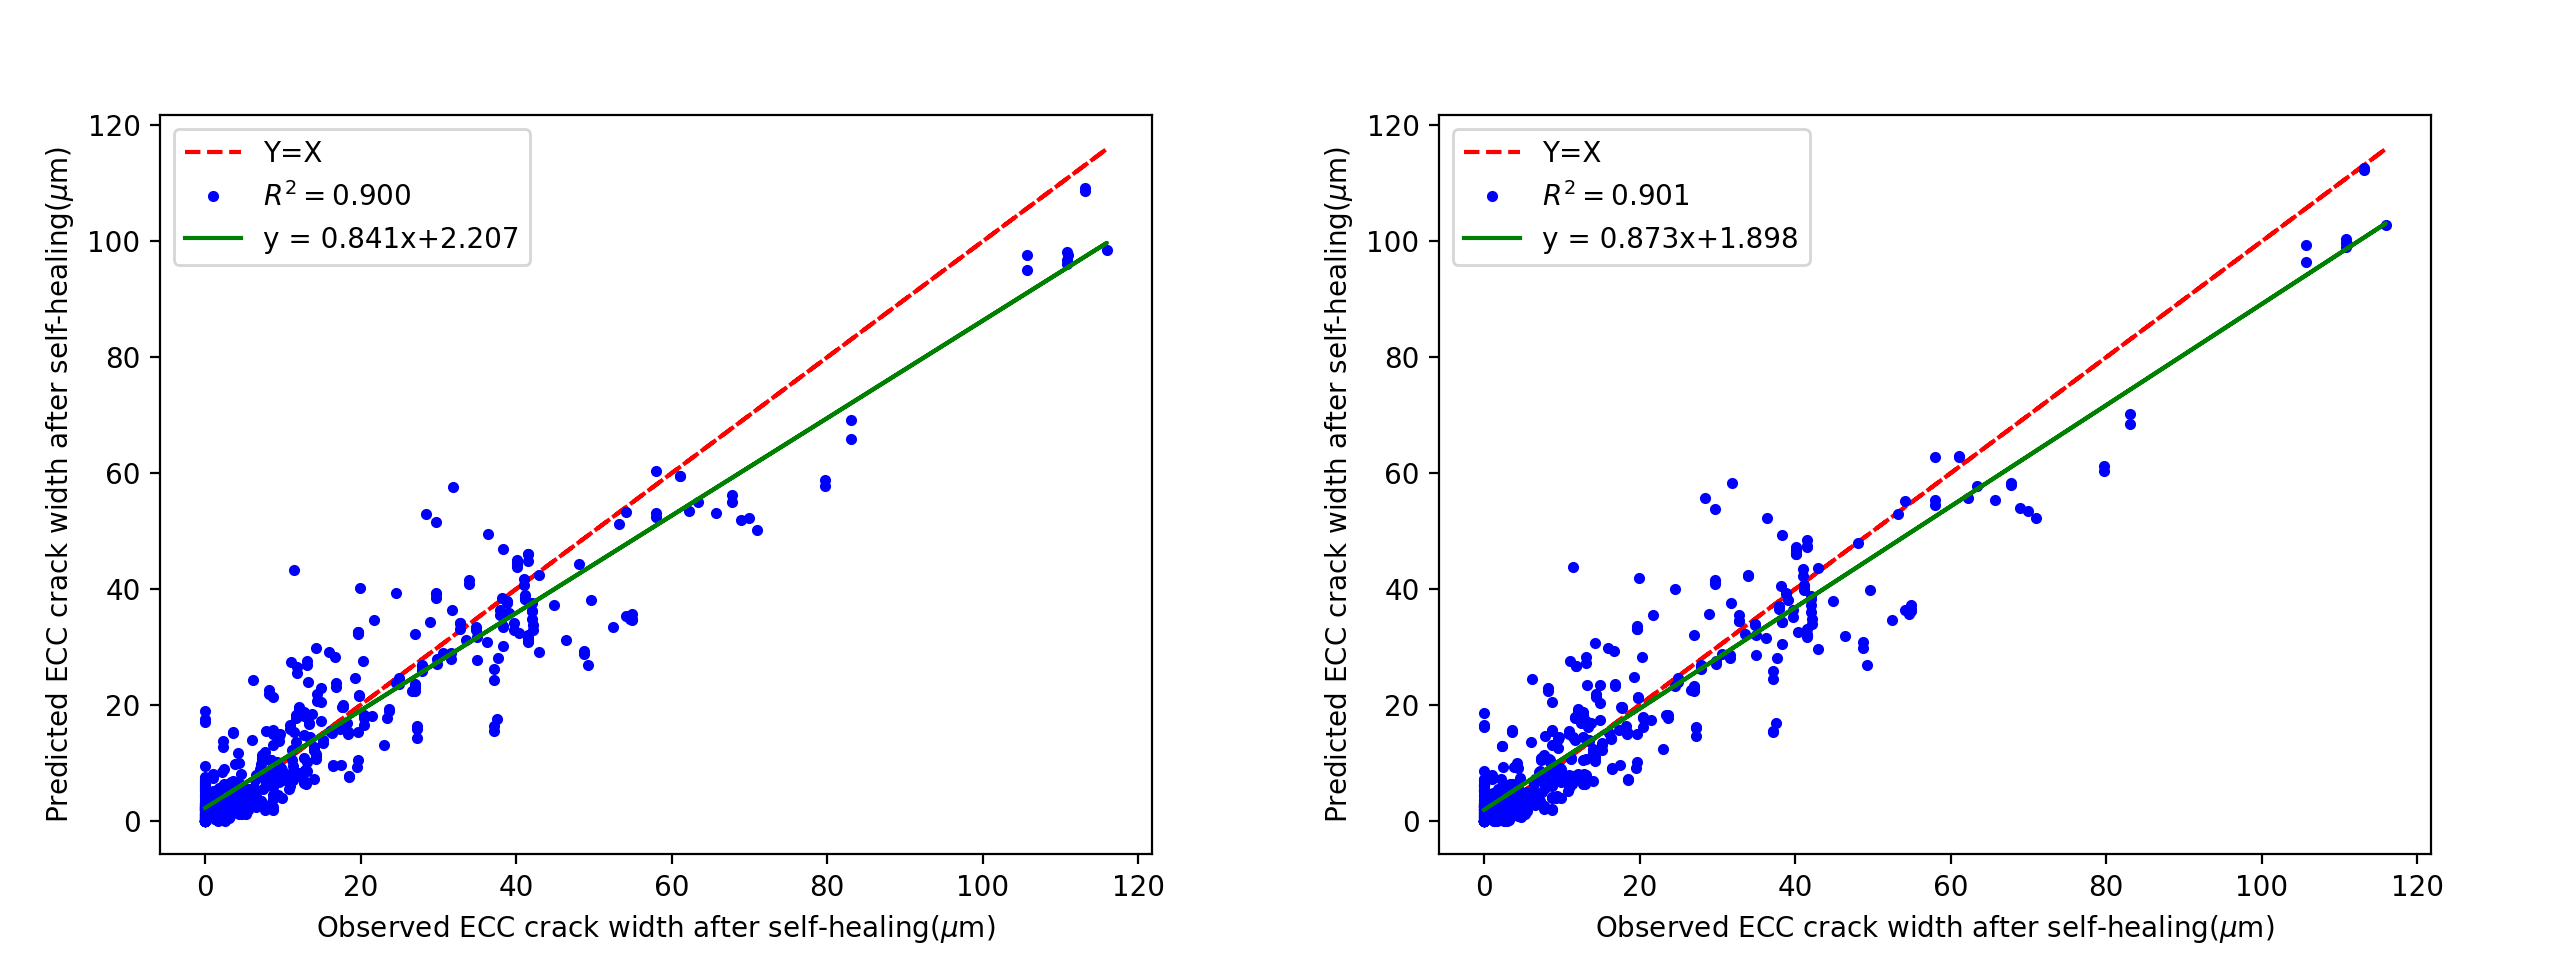 Y=X
R² = 0.900
y = 0.841x+2.207
120
100
80
60
40
20
0
Predicted ECC crack width after self-healing(μm)
0 20 40 60 80 100 120
Observed ECC crack width after self-healing(μm)
Y=X
R² = 0.901
y = 0.873x+1.898
120
100
80
60
40
20
0
Predicted ECC crack width after self-healing(μm)
0 20 40 60 80 100 120
Observed ECC crack width after self-healing(μm)